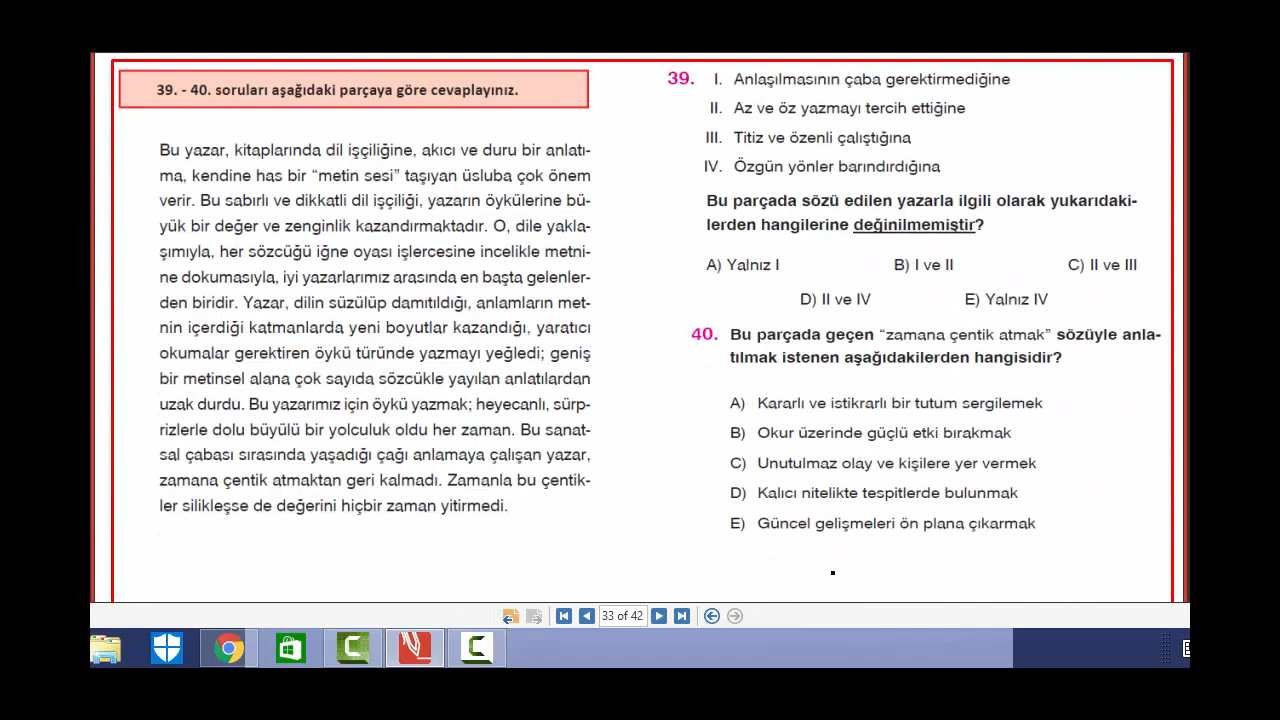 39. - 40. soruları aşağıdaki parçaya göre cevaplayınız.
Bu yazar, kitaplarında dil işçiliğine, akıcı ve duru bir anlatı-
ma, kendine has bir “metin sesi” taşıyan üsluba çok önem
verir. Bu sabırlı ve dikkatli dil işçiliği, yazarın öykülerine bü-
yük bir değer ve zenginlik kazandırmaktadır. O, dile yakla-
şımıyla, her sözcüğü iğne oyası işlercesine incelikle metni-
ne dokumasıyla, iyi yazarlarımız arasında en başta gelenler-
den biridir. Yazar, dilin süzülüp damıtıldığı, anlamların met-
nin içerdiği katmanlarda yeni boyutlar kazandığı, yaratıcı
okumalar gerektiren öykü türünde yazmayı yeğledi; geniş
bir metinsel alana çok sayıda sözcükle yayılan anlatılardan
uzak durdu. Bu yazarımız için öykü yazmak; heyecanlı, sürp-
rizlerle dolu büyülü bir yolculuk oldu her zaman. Bu sanat-
sal çabası sırasında yaşadığı çağı anlamaya çalışan yazar,
zamana çentik atmaktan geri kalmadı. Zamanla bu çentik-
ler silikleşse de değerini hiçbir zaman yitirmedi.
39. I. Anlaşılmasının çaba gerektirmediğine
II. Az ve öz yazmayı tercih ettiğine
III. Titiz ve özenli çalıştığına
IV. Özgün yönler barındırdığına
Bu parçada sözü edilen yazarla ilgili olarak yukarıdaki-
lerden hangilerine değinilmemiştir?
A) Yalnız I B) I ve II C) II ve III
D) II ve IV E) Yalnız IV
40. Bu parçada geçen “zamana çentik atmak” sözüyle anla-
tılmak istenen aşağıdakilerden hangisidir?
A) Kararlı ve istikrarlı bir tutum sergilemek
B) Okur üzerinde güçlü etki bırakmak
C) Unutulmaz olay ve kişilere yer vermek
D) Kalıcı nitelikte tespitlerde bulunmak
E) Güncel gelişmeleri ön plana çıkarmak
33 of 42